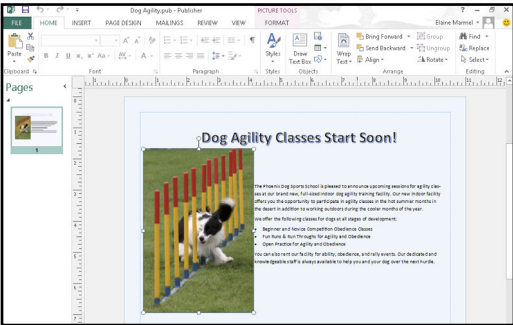 Dog Agility.pub - Publisher
PICTURE TOOLS
FILE HOME INSERT PAGE DESIGN MAILINGS REVIEW VIEW FORMAT
Elaine Marmel
Paste
B I U
Styles
Draw
Text Box
Wrap
Text
Bring Forward
Send Backward
Align
Group
Ungroup
Rotate
Find
Replace
Select
Clipboard Font Paragraph Styles Objects Arrange Editing
Pages
1
Dog Agility Classes Start Soon!
The Phoenix Dog Sports School is pleased to announce upcoming sessions for agility clas-
ses at our brand new, full-sized indoor dog agility training facility. Our new indoor facility
offers you the opportunity to participate in agility classes in the hot summer months in
the desert in addition to working outdoors during the cooler months of the year.
We offer the following classes for dogs at all stages of development:
• Beginner and Novice Competition Obedience Classes
• Fun Runs & Run Throughs for Agility and Obedience
• Open Practice for Agility and Obedience
You can also rent our facility for ability, obedience, and rally events. Our dedicated and
knowledgeable staff is always available to help you and your dog over the next hurdle.